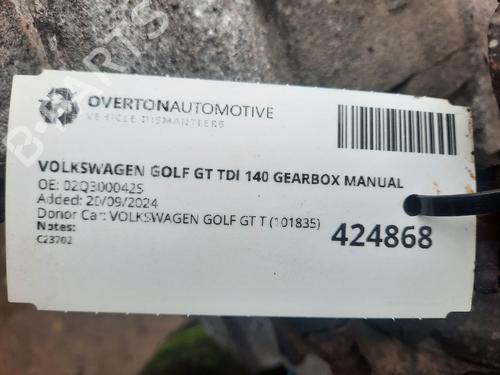 B-PARTS
OVERTONAUTOMOTIVE
VEHICLE DISMANTLERS
VOLKSWAGEN GOLF GT TDI 140 GEARBOX MANUAL
OE: 02Q300042S
Added: 20/09/2024
Donor Car: VOLKSWAGEN GOLF GT T (101835)
Notes:
C23702
424868